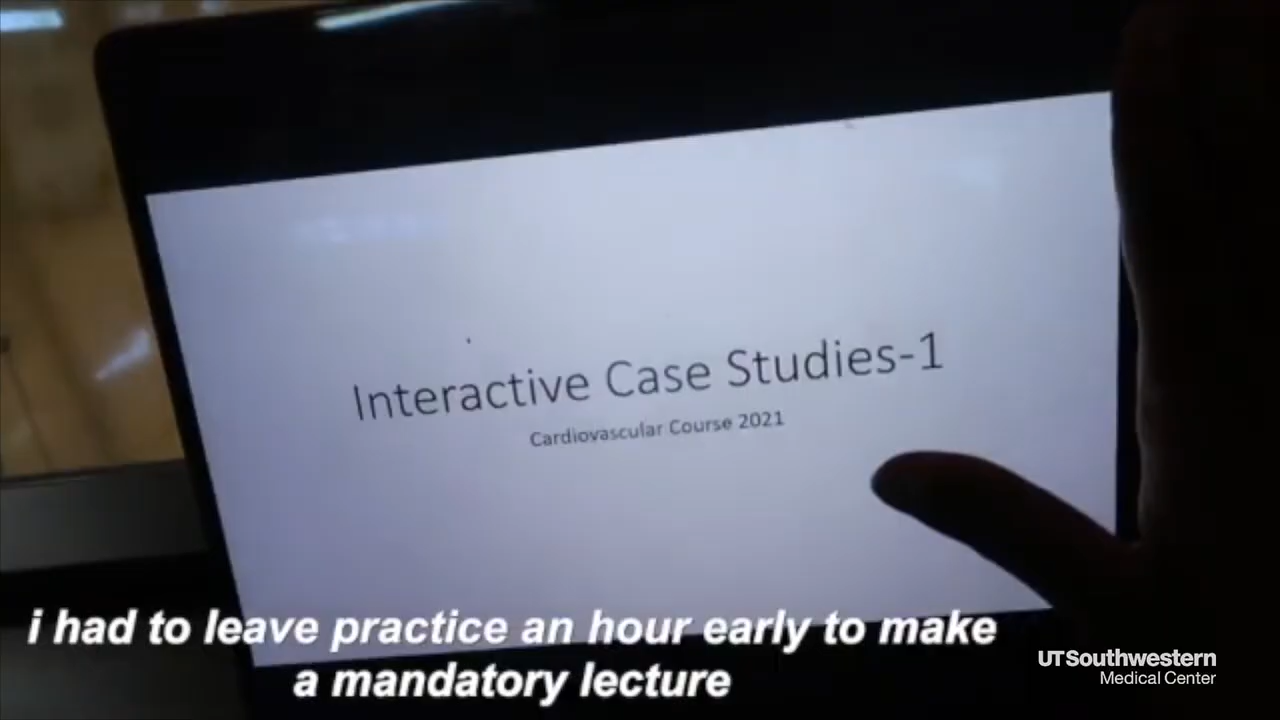 Interactive Case Studies-1
Cardiovascular Course 2021
i had to leave practice an hour early to make
a mandatory lecture
UTSouthwestern
Medical Center